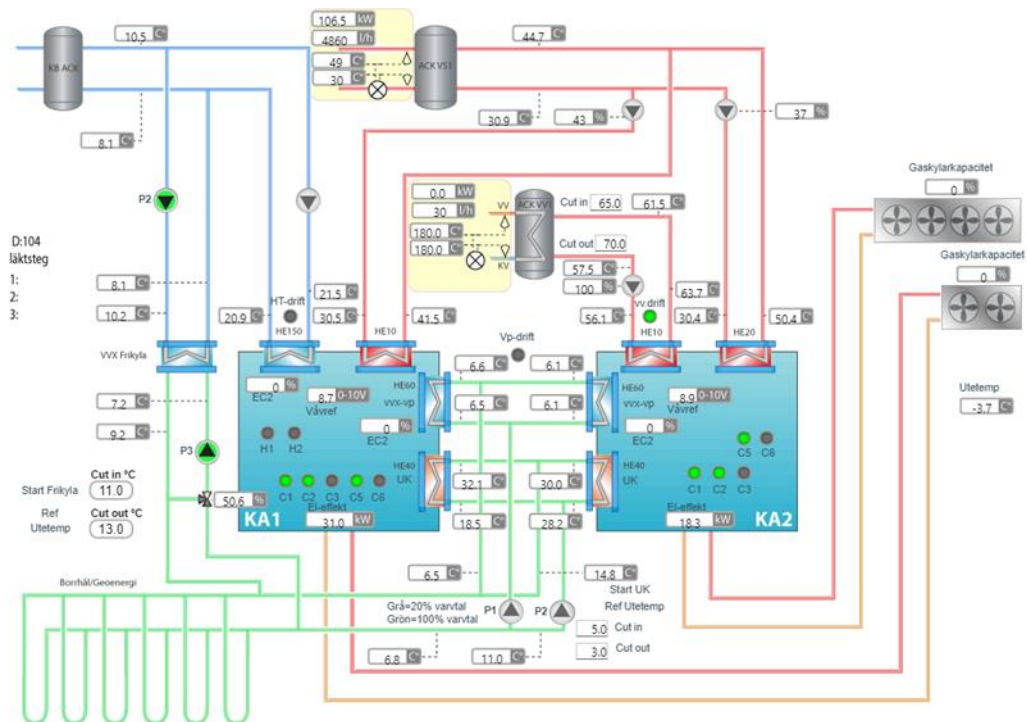 106.5 kW
4860 l/h
49 C°
30 C°
10.5 C°
44.7 C°
KB ACK
ACK VS1
8.1 C°
30.9 C°
43 %
37 %
Gaskylarkapacitet
0 %
P2
0.0 kW
30 l/h
180.0 C°
180.0 C°
VV
KV
ACK VV1
Cut in 65.0
61.5 C°
Cut out 70.0
57.5 C°
100 %
Gaskylarkapacitet
0 %
D:104
läktsteg
1:
2:
3:
8.1 C°
10.2 C°
HT-drift
21.5 C°
20.9 C°
HE150
30.5 C°
HE10
41.5 C°
Vp-drift
56.1 C°
vv.drift
HE10
63.7 C°
30.4 C°
HE20
50.4 C°
VVX Frikyla
0 %
EC2
8.7 0-10V
Våvref
6.6 C°
6.1 C°
HE60
vvx-vp
6.5 C°
6.1 C°
HE60
vvx-vp
8.9 0-10V
Våvref
Utetemp
-3.7 C°
7.2 C°
9.2 C°
0 %
EC2
0 %
EC2
H1
H2
P3
C5
C6
Cut in °C
Start Frikyla 11.0
Ref
Utetemp
Cut out °C
13.0
50.6 %
C1
C2
C3
C5
C6
HE40
UK
32.1 C°
30.0 C°
HE40
UK
C1
C2
C3
El-effekt
31.0 kW
KA1
18.5 C°
28.2 C°
El-effekt
18.3 kW
KA2
Borrhål/Geoenergi
6.5 C°
14.8 C°
Start UK
Grå=20% varvtal
Grön=100% varvtal
P1
P2
Ref Utetemp
5.0 Cut in
3.0 Cut out
6.8 C°
11.0 C°